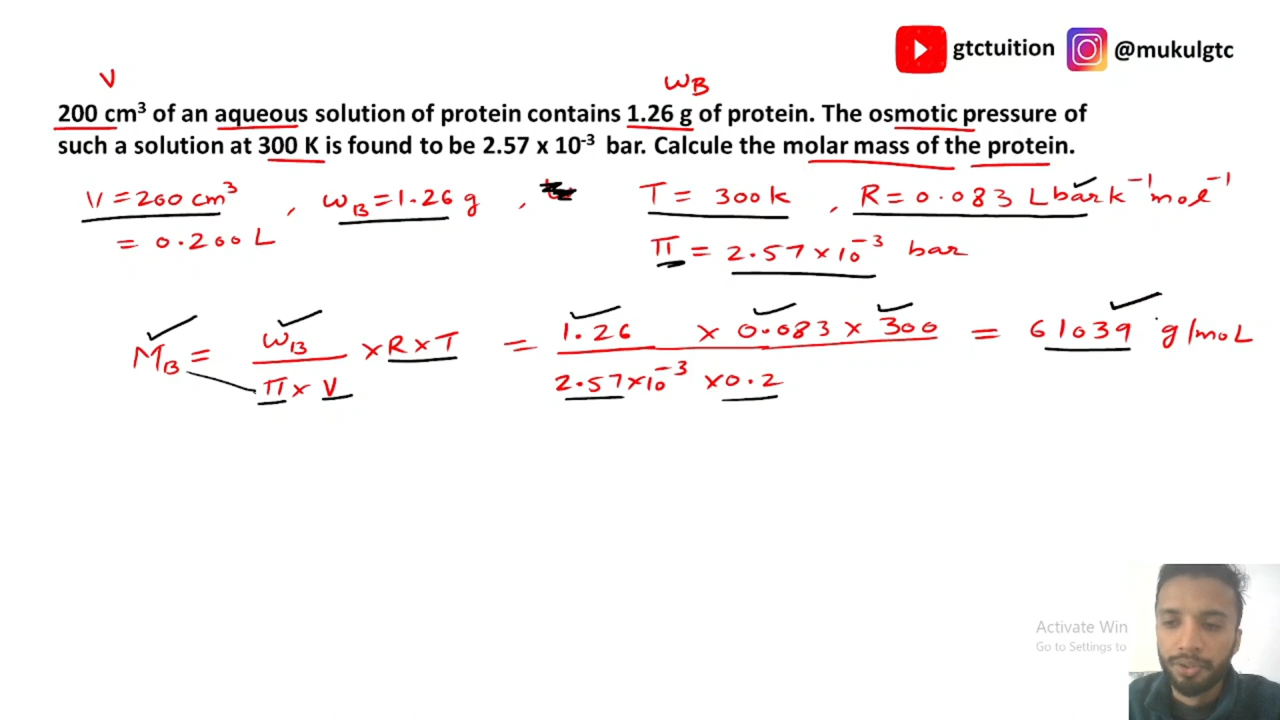 gtctuition @mukulgtc
V WB
200 cm³ of an aqueous solution of protein contains 1.26 g of protein. The osmotic pressure of
such a solution at 300 K is found to be 2.57 x 10⁻³ bar. Calcule the molar mass of the protein.
V = 200 cm³ , WB = 1.26 g , T = 300 k , R = 0.083 L bar k⁻¹ mol⁻¹
= 0.200 L π = 2.57 × 10⁻³ bar
MB = WB / π × V × R × T = 1.26 × 0.083 × 300 / 2.57 × 10⁻³ × 0.2 = 61039 g/moL
Activate Win
Go to Settings to